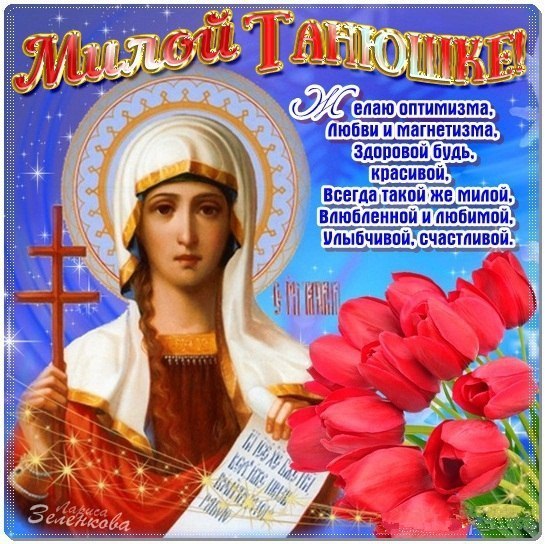 Милой Танюшке!
Желаю оптимизма,
Любви и магнетизма,
Здоровой будь,
красивой,
Всегда такой же милой,
Влюбленной и любимой,
Улыбчивой, счастливой.
Лариса
Зеленкова